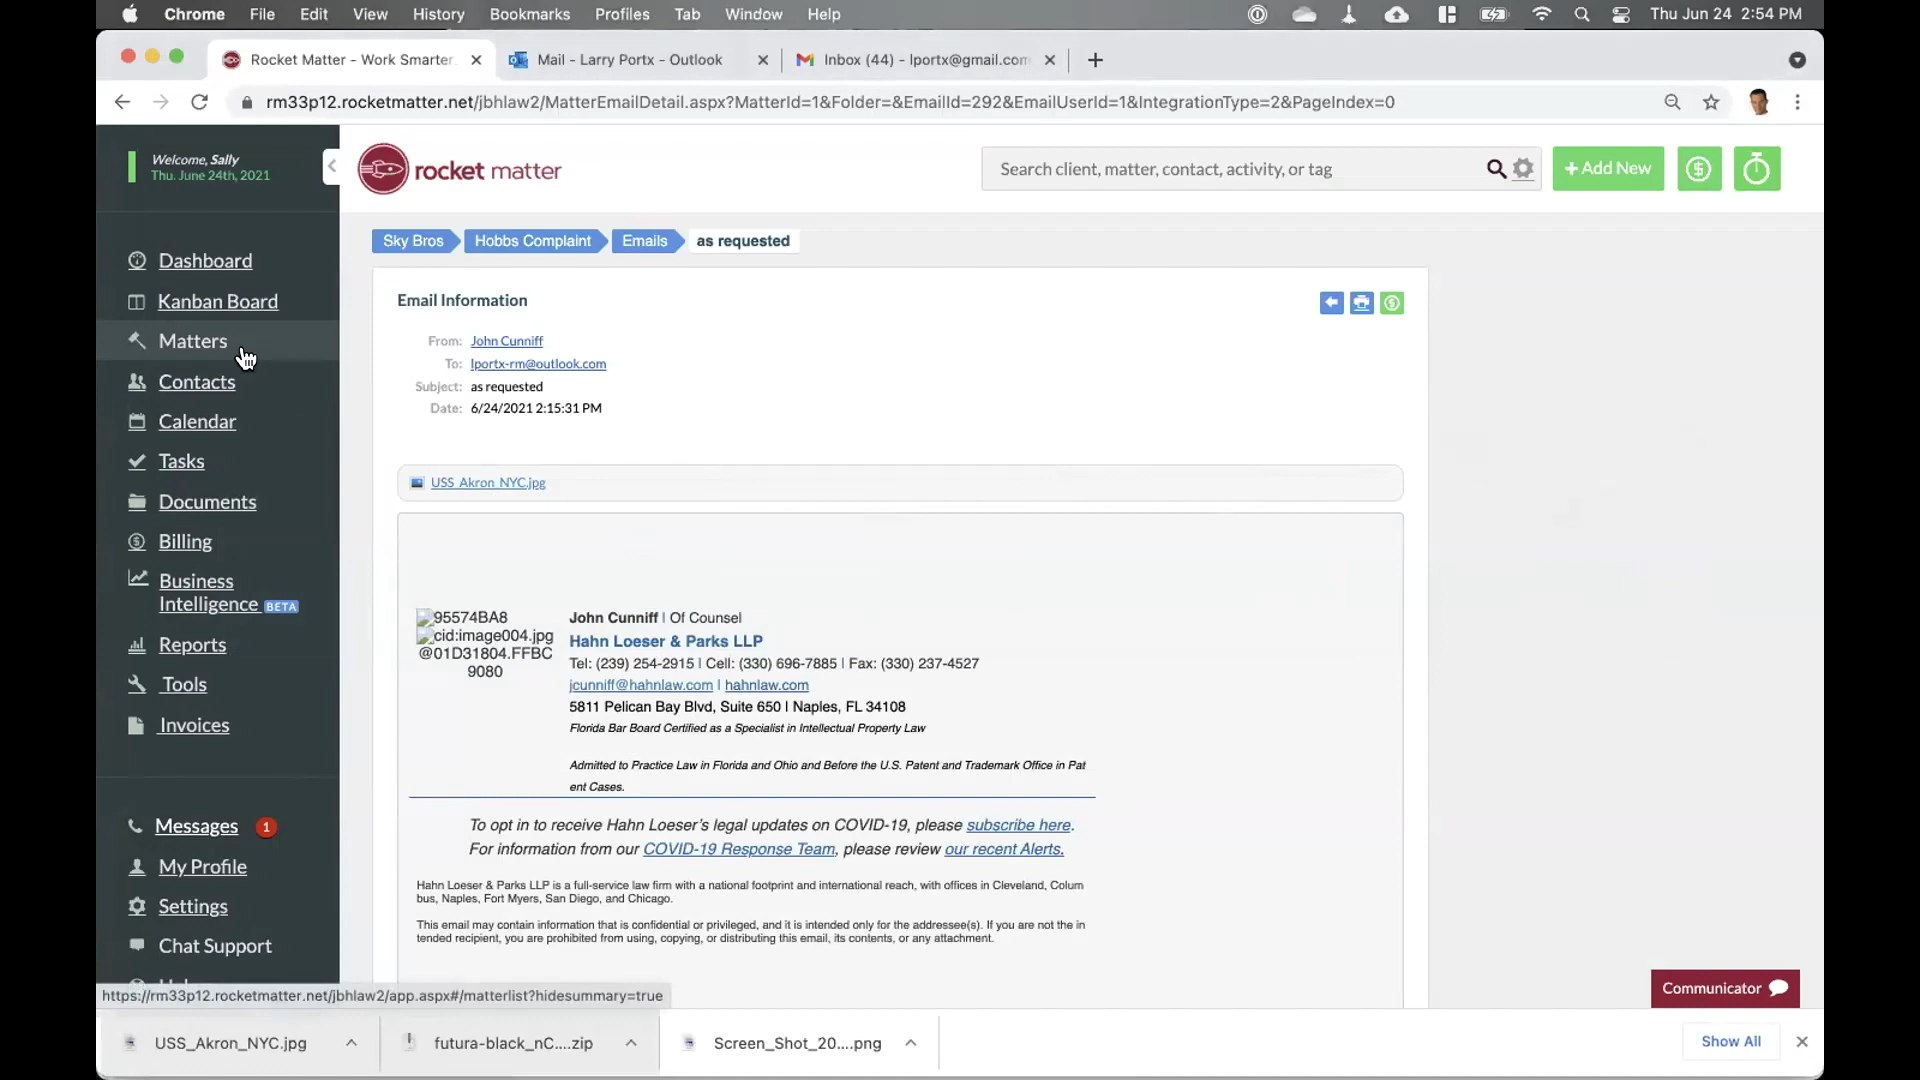 Chrome File Edit View History Bookmarks Profiles Tab Window Help Thu Jun 24 2:54 PM
Rocket Matter - Work Smarter Mail - Larry Portx - Outlook Inbox (44) - lportx@gmail.com
rm33p12.rocketmatter.net/jbhlaw2/MatterEmailDetail.aspx?MatterId=1&Folder=&EmailId=292&EmailUserId=1&IntegrationType=2&PageIndex=0
Welcome, Sally
Thu. June 24th, 2021
rocket matter
Search client, matter, contact, activity, or tag
+ Add New
Dashboard
Kanban Board
Matters
Contacts
Calendar
Tasks
Documents
Billing
Business
Intelligence BETA
Reports
Tools
Invoices
Messages 1
My Profile
Settings
Chat Support
Sky Bros Hobbs Complaint Emails as requested
Email Information
From: John Cunniff
To: lportx-rm@outlook.com
Subject: as requested
Date: 6/24/2021 2:15:31 PM
USS_Akron_NYC.jpg
95574BA8
cid:image004.jpg
@01D31804.FFBC
9080
John Cunniff | Of Counsel
Hahn Loeser & Parks LLP
Tel: (239) 254-2915 | Cell: (330) 696-7885 | Fax: (330) 237-4527
jcunniff@hahnlaw.com | hahnlaw.com
5811 Pelican Bay Blvd, Suite 650 | Naples, FL 34108
Florida Bar Board Certified as a Specialist in Intellectual Property Law
Admitted to Practice Law in Florida and Ohio and Before the U.S. Patent and Trademark Office in Pat
ent Cases.
To opt in to receive Hahn Loeser's legal updates on COVID-19, please subscribe here.
For information from our COVID-19 Response Team, please review our recent Alerts.
Hahn Loeser & Parks LLP is a full-service law firm with a national footprint and international reach, with offices in Cleveland, Colum
bus, Naples, Fort Myers, San Diego, and Chicago.
This email may contain information that is confidential or privileged, and it is intended only for the addressee(s). If you are not the in
tended recipient, you are prohibited from using, copying, or distributing this email, its contents, or any attachment.
Communicator
https://rm33p12.rocketmatter.net/jbhlaw2/app.aspx#/matterlist?hidesummary=true
USS_Akron_NYC.jpg futura-black_nC....zip Screen_Shot_20....png Show All